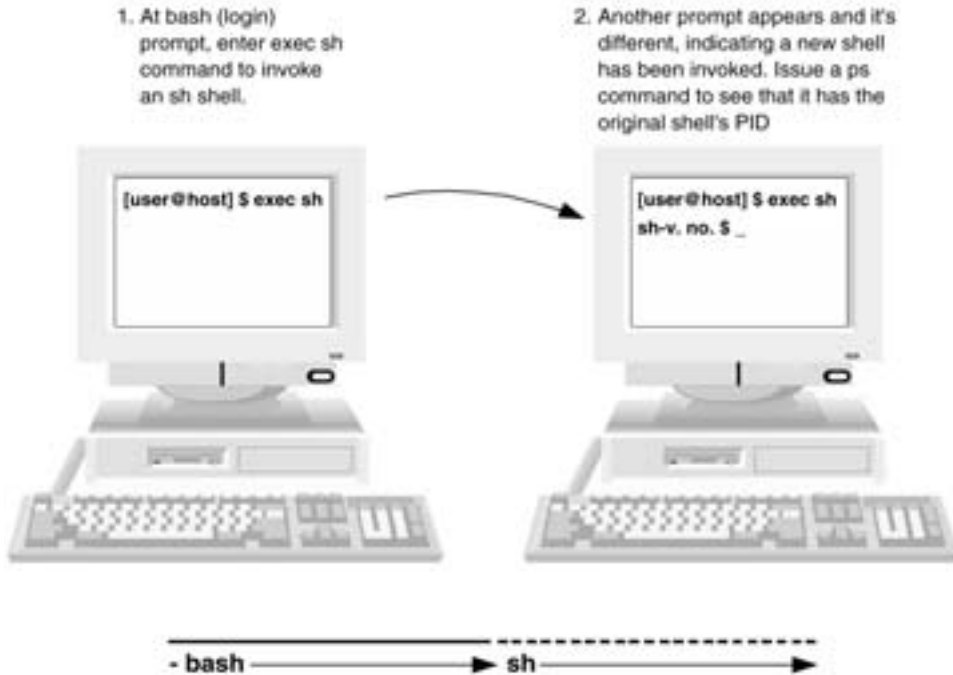 1. At bash (login)
prompt, enter exec sh
command to invoke
an sh shell.
2. Another prompt appears and it's
different, indicating a new shell
has been invoked. Issue a ps
command to see that it has the
original shell's PID
[user@host] $ exec sh
[user@host] $ exec sh
sh-v. no. $ _
- bash
sh